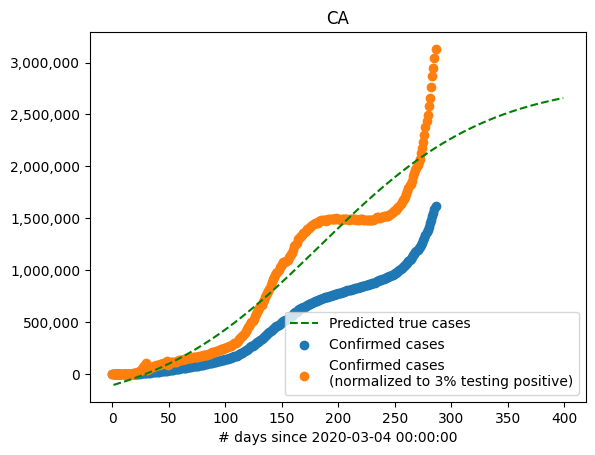 CA
3,000,000
2,500,000
2,000,000
1,500,000
1,000,000
500,000
0
0 50 100 150 200 250 300 350 400
# days since 2020-03-04 00:00:00
Predicted true cases
Confirmed cases
Confirmed cases
(normalized to 3% testing positive)